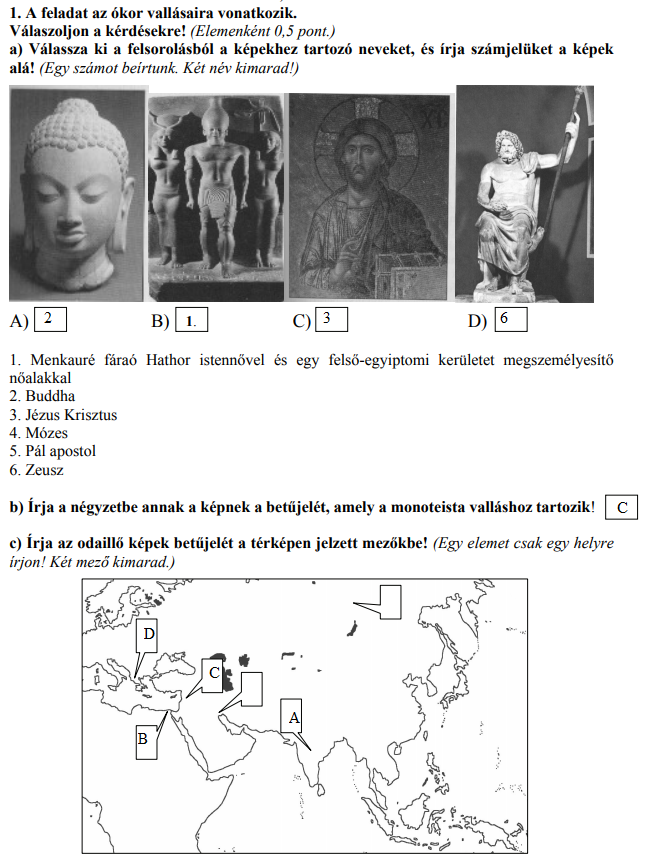 1. A feladat az ókor vallásaira vonatkozik.
Válaszoljon a kérdésekre! (Elemenként 0,5 pont.)
a) Válassza ki a felsorolásból a képekhez tartozó neveket, és írja számjelüket a képek
alá! (Egy számot beírtunk. Két név kimarad!)
A) 2 B) 1. C) 3 D) 6
1. Menkauré fáraó Hathor istennővel és egy felső-egyiptomi kerületet megszemélyesítő
nőalakkal
2. Buddha
3. Jézus Krisztus
4. Mózes
5. Pál apostol
6. Zeusz
b) Írja a négyzetbe annak a képnek a betűjelét, amely a monoteista valláshoz tartozik! C
c) Írja az odaillő képek betűjelét a térképen jelzett mezőkbe! (Egy elemet csak egy helyre
írjon! Két mező kimarad.)
D
C
A
B